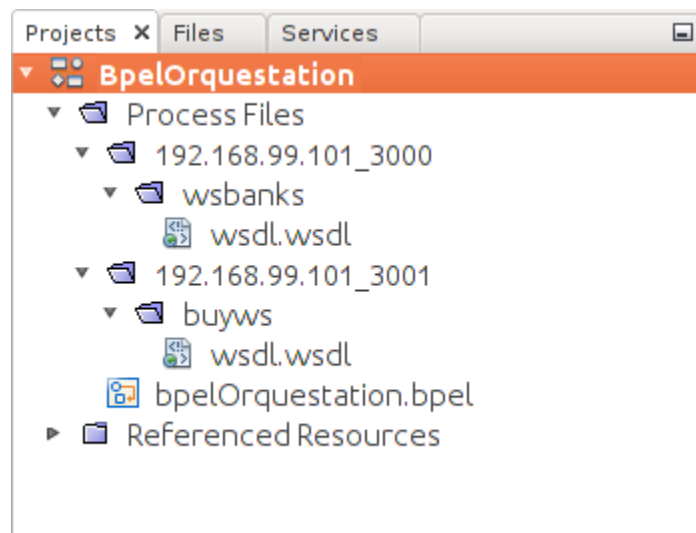 Projects Files Services
BpelOrquestation
Process Files
192.168.99.101_3000
wsbanks
wsdl.wsdl
192.168.99.101_3001
buyws
wsdl.wsdl
bpelOrquestation.bpel
Referenced Resources